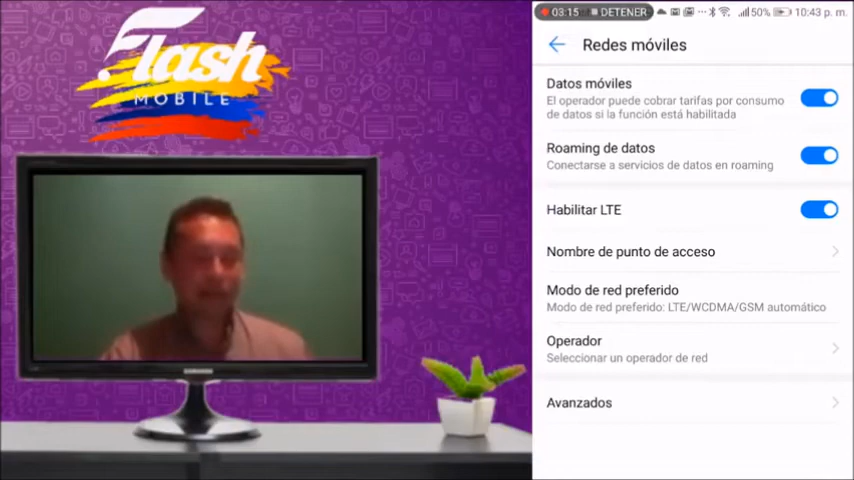 Flash
MOBILE
SAMSUNG
03:15 DETENER
50%
10:43 p. m.
Redes móviles
Datos móviles
El operador puede cobrar tarifas por consumo
de datos si la función está habilitada
Roaming de datos
Conectarse a servicios de datos en roaming
Habilitar LTE
Nombre de punto de acceso
Modo de red preferido
Modo de red preferido: LTE/WCDMA/GSM automático
Operador
Seleccionar un operador de red
Avanzados